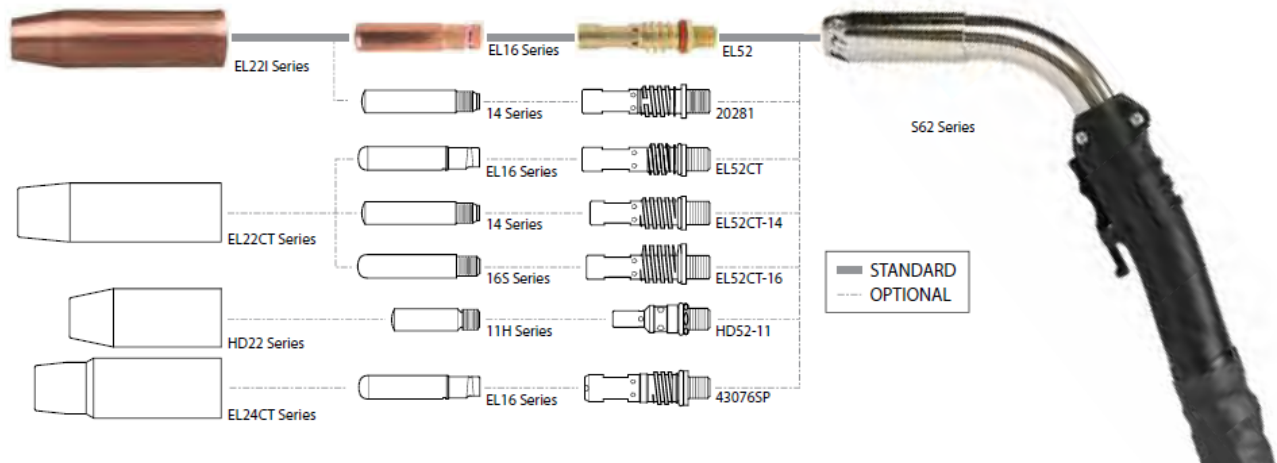 EL22I Series
EL16 Series
EL52
S62 Series
14 Series
20281
EL16 Series
EL52CT
EL22CT Series
14 Series
EL52CT-14
16S Series
EL52CT-16
STANDARD
OPTIONAL
HD22 Series
11H Series
HD52-11
EL24CT Series
EL16 Series
43076SP